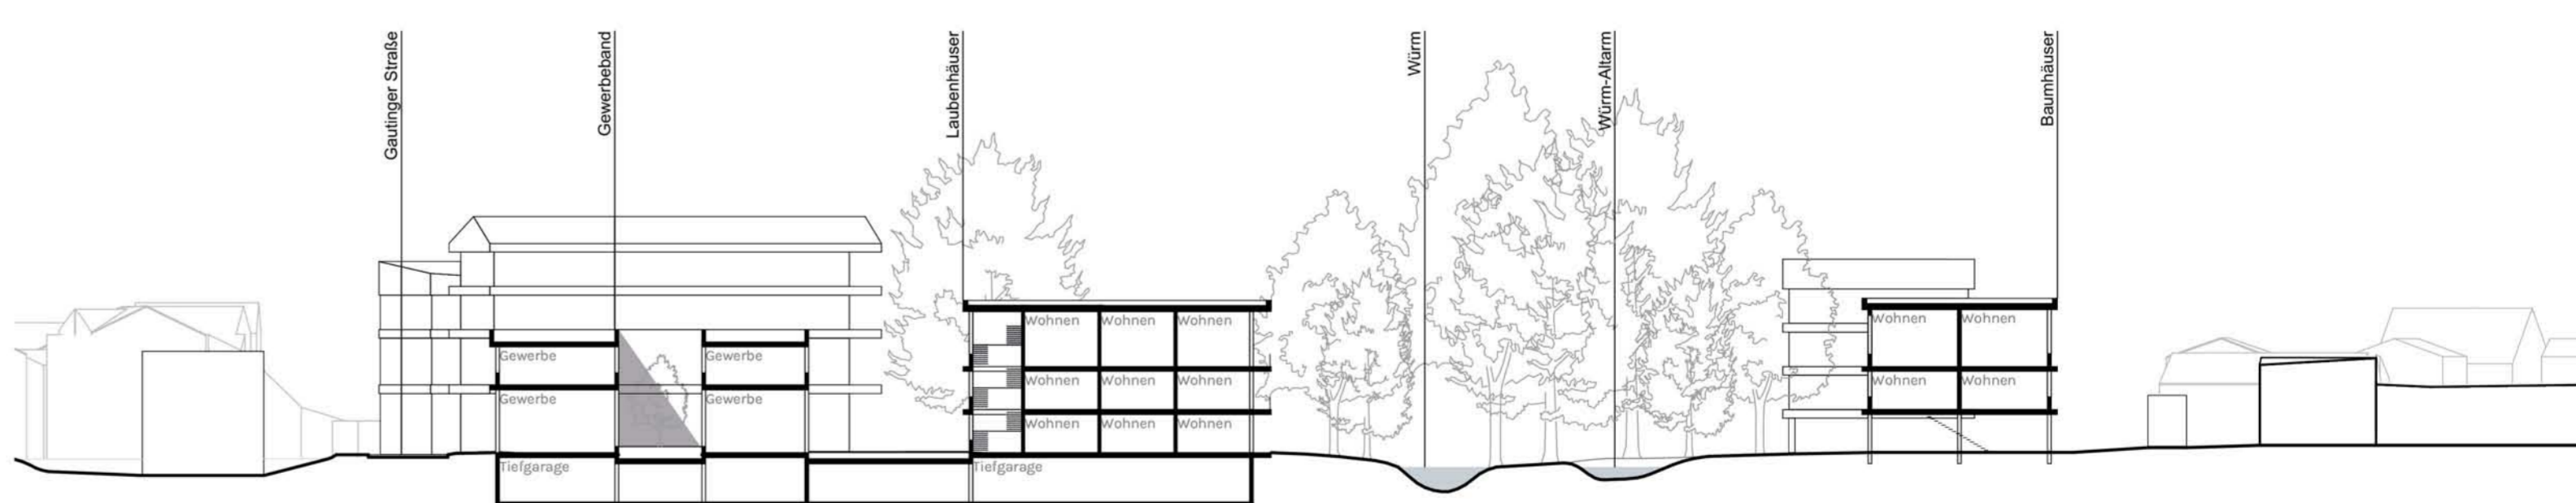 Gautinger Straße
Gewerbeband
Laubenhäuser
Würm
Würm-Altarm
Baumhäuser
Wohnen Wohnen Wohnen
Wohnen Wohnen
Gewerbe Gewerbe
Wohnen Wohnen Wohnen
Wohnen Wohnen
Gewerbe Gewerbe
Wohnen Wohnen Wohnen
Tiefgarage Tiefgarage